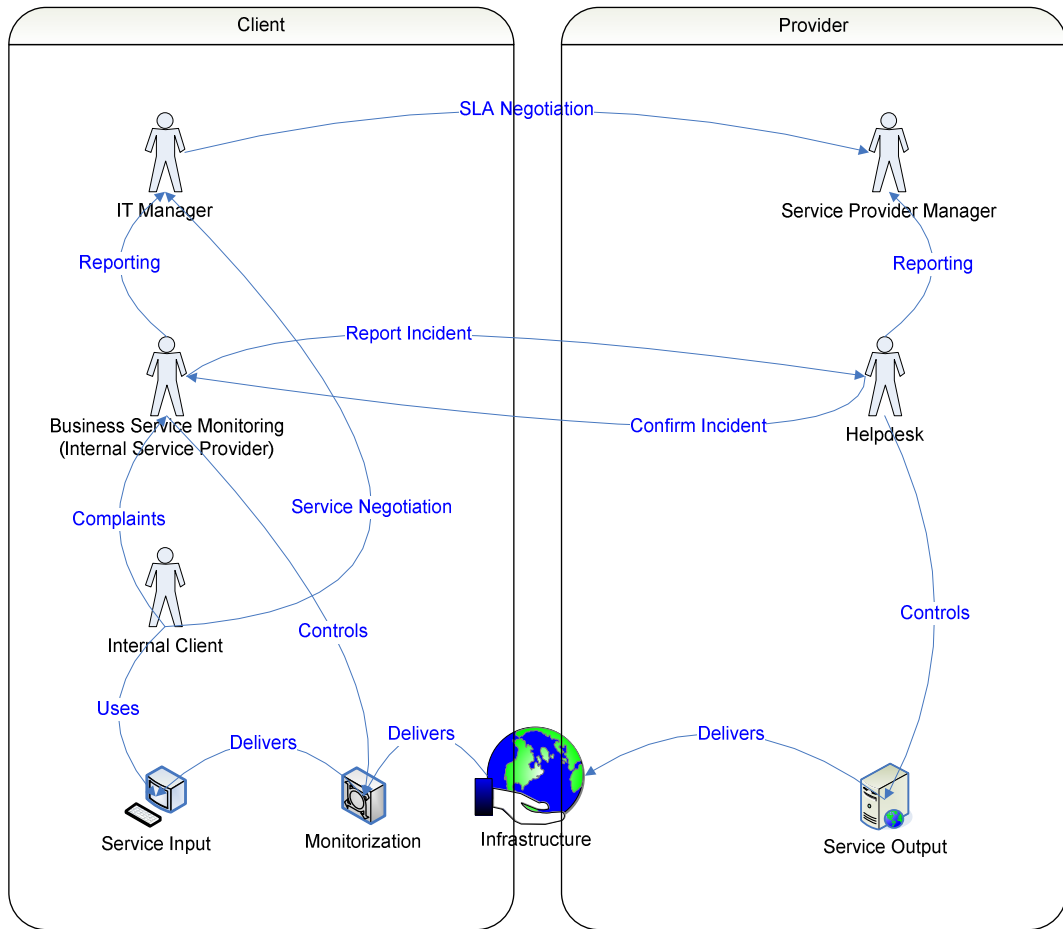 Client
Provider
SLA Negotiation
IT Manager
Service Provider Manager
Reporting
Reporting
Report Incident
Business Service Monitoring
(Internal Service Provider)
Confirm Incident
Helpdesk
Service Negotiation
Complaints
Controls
Controls
Internal Client
Uses
Delivers
Delivers
Delivers
Service Input
Monitorization
Infrastructure
Service Output